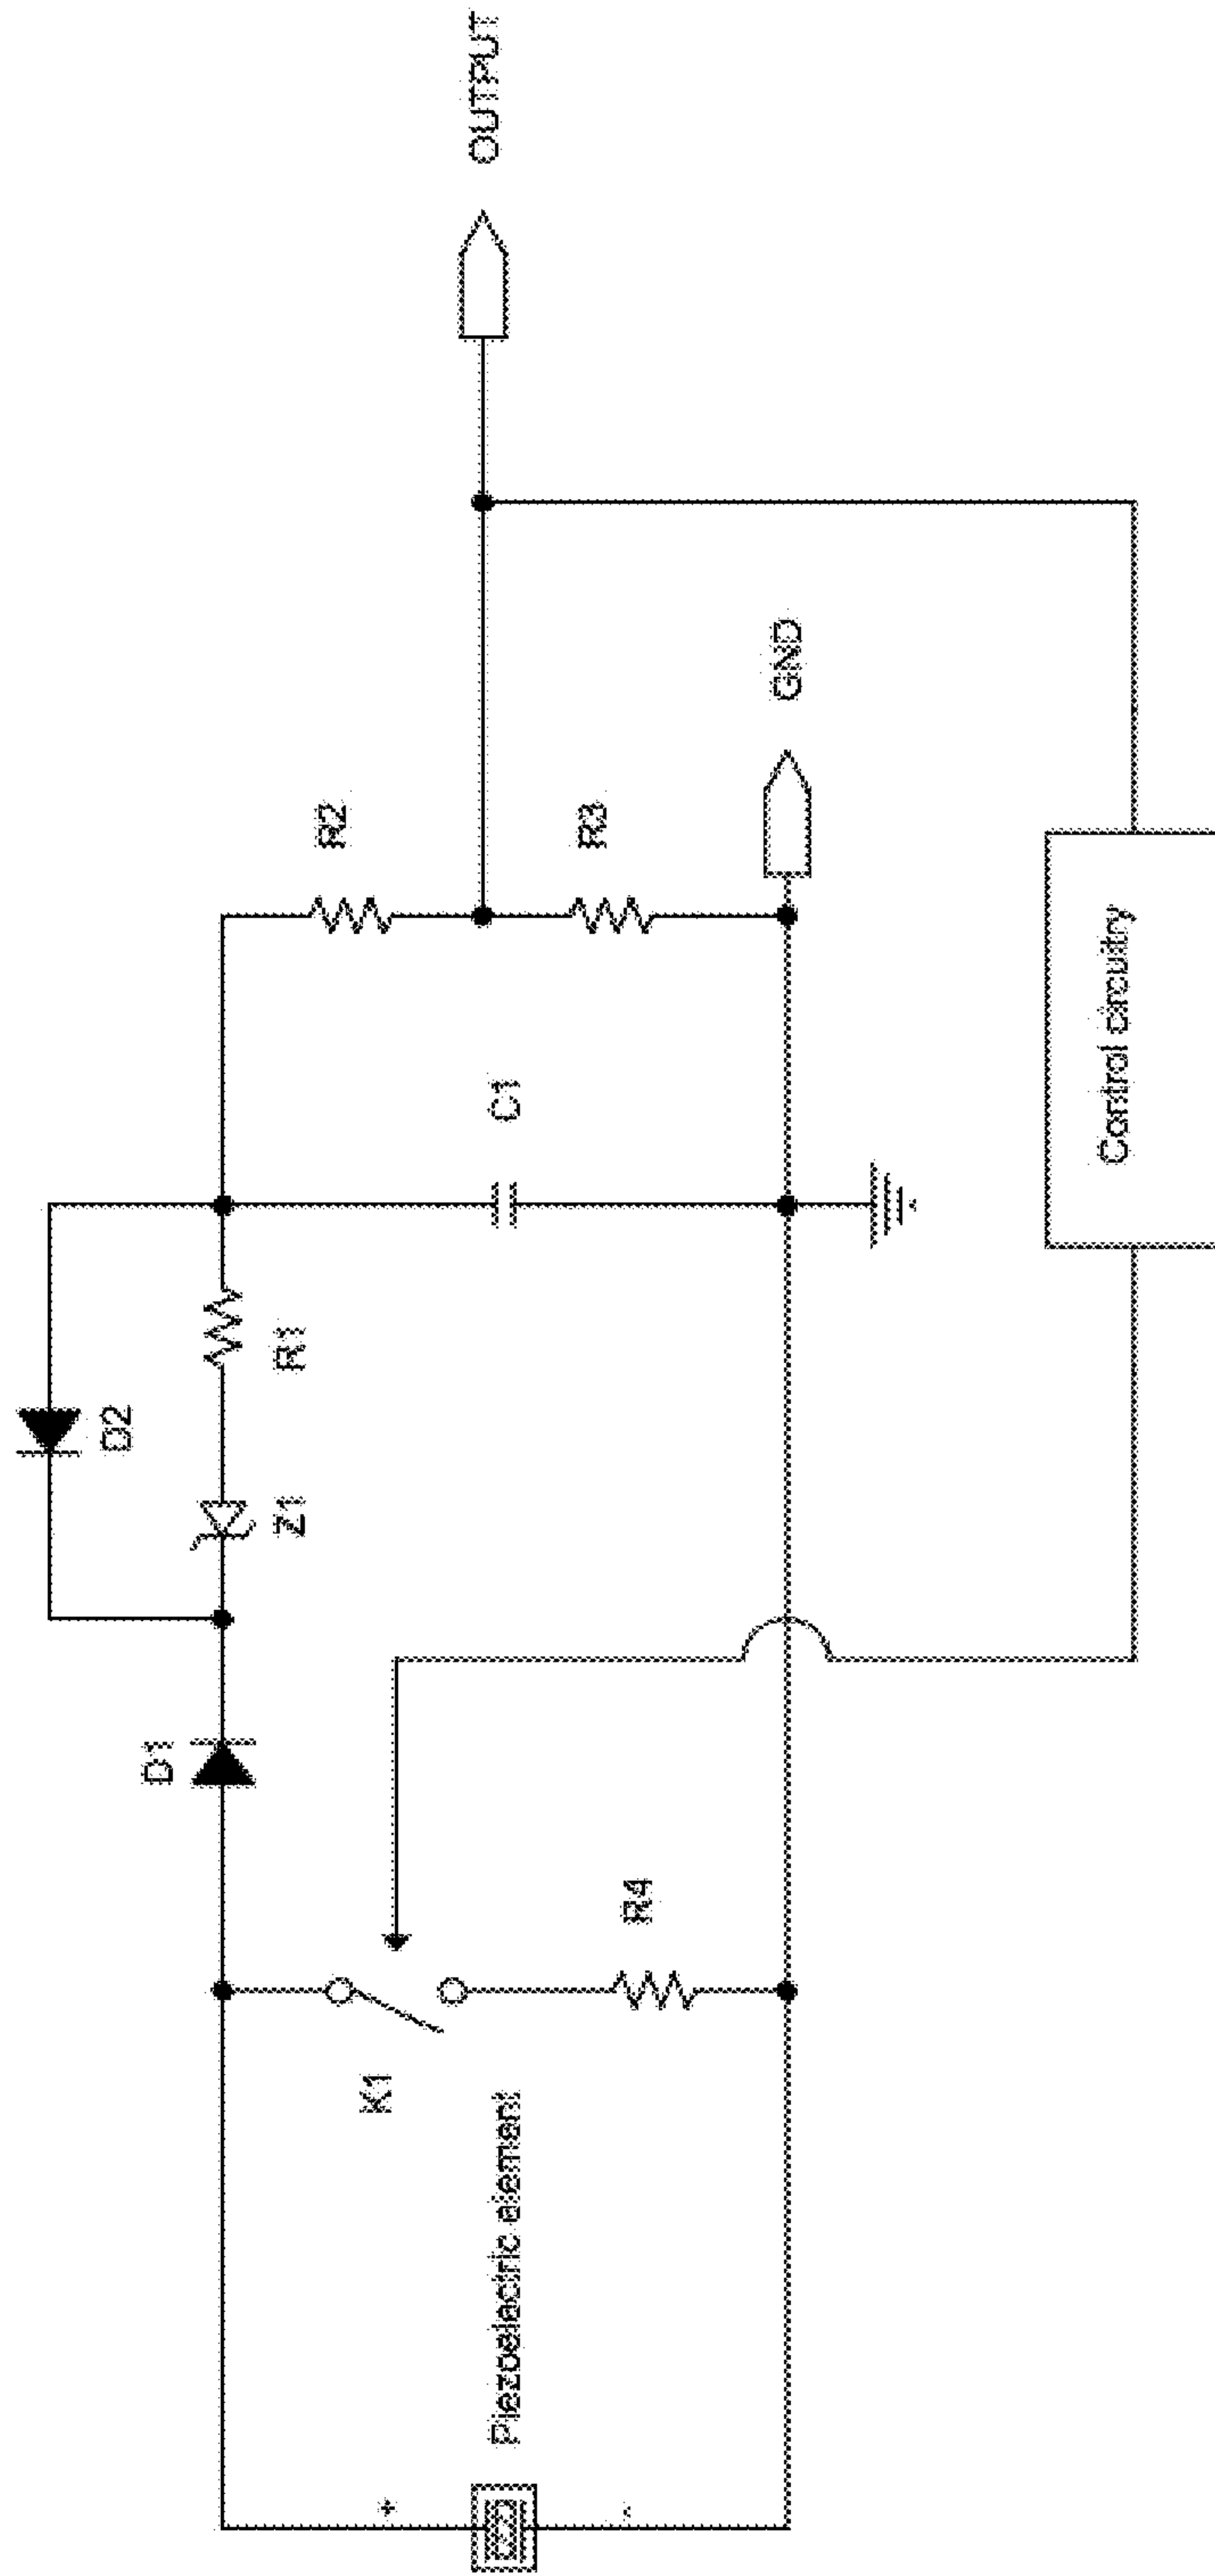 D2
D1
Z1
R1
R2
OUTPUT
K1
C1
R3
Piezoelectric element
R4
GND
+
-
Control circuitry